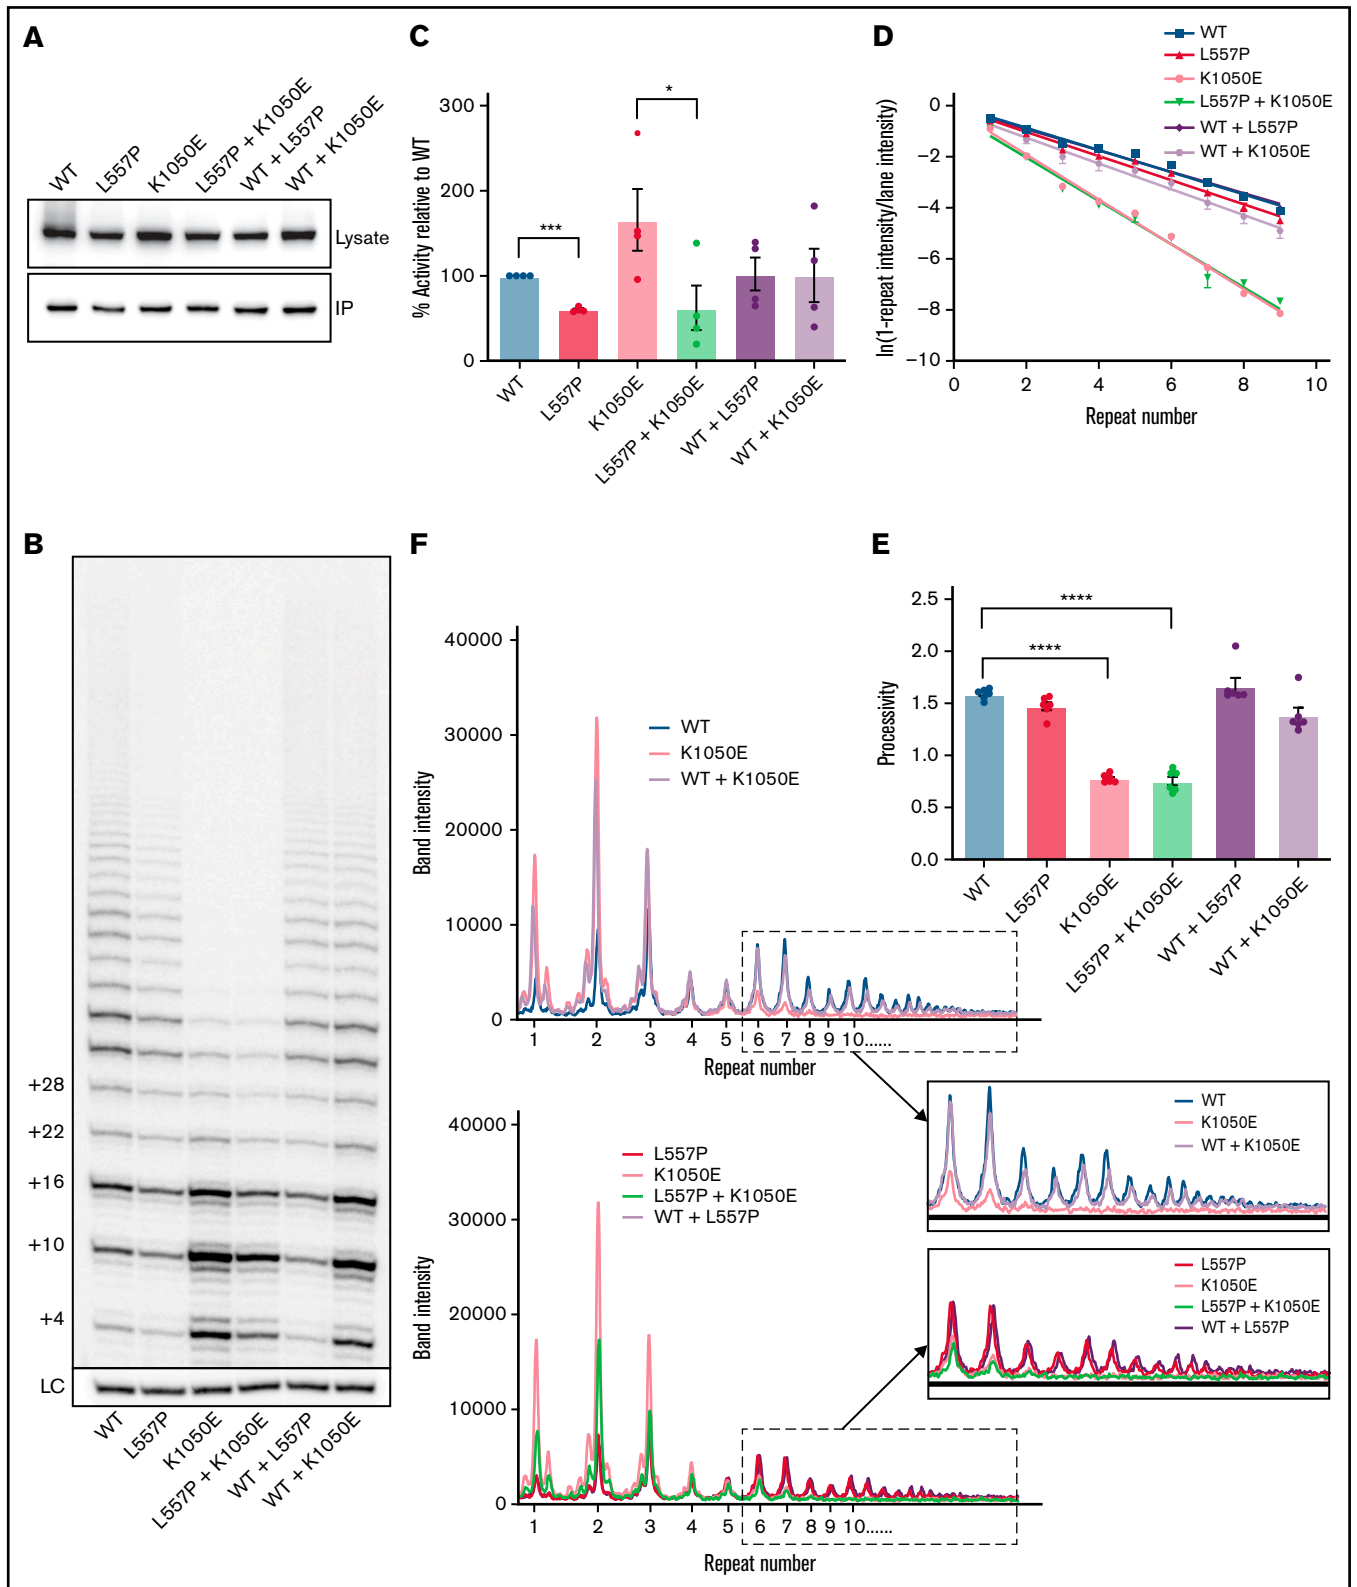 A
WT
L557P
K1050E
L557P + K1050E
WT + L557P
WT + K1050E
Lysate
IP
C
% Activity relative to WT
300
200
100
0
***
*
WT
L557P
K1050E
L557P + K1050E
WT + L557P
WT + K1050E
D
WT
L557P
K1050E
L557P + K1050E
WT + L557P
WT + K1050E
ln(1-repeat intensity/lane intensity)
0
−2
−4
−6
−8
−10
0 2 4 6 8 10
Repeat number
B
+28
+22
+16
+10
+4
LC
WT
L557P
K1050E
L557P + K1050E
WT + L557P
WT + K1050E
F
Band intensity
40000
30000
20000
10000
0
WT
K1050E
WT + K1050E
1 2 3 4 5 6 7 8 9 10......
Repeat number
Band intensity
40000
30000
20000
10000
0
L557P
K1050E
L557P + K1050E
WT + L557P
1 2 3 4 5 6 7 8 9 10......
Repeat number
WT
K1050E
WT + K1050E
L557P
K1050E
L557P + K1050E
WT + L557P
E
Processivity
2.5
2.0
1.5
1.0
0.5
0.0
****
****
WT
L557P
K1050E
L557P + K1050E
WT + L557P
WT + K1050E